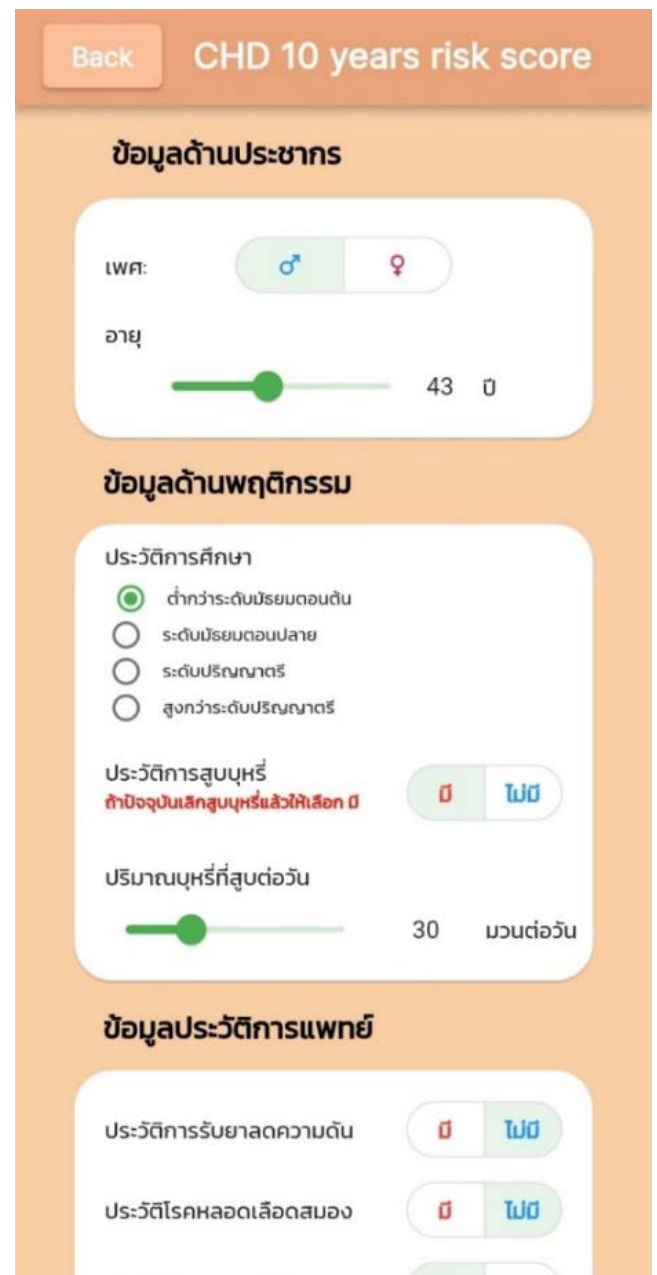 Back CHD 10 years risk score
ข้อมูลด้านประชากร
เพศ: ♂ ♀
อายุ
43 ปี
ข้อมูลด้านพฤติกรรม
ประวัติการศึกษา
ต่ำกว่าระดับมัธยมตอนต้น
ระดับมัธยมตอนปลาย
ระดับปริญญาตรี
สูงกว่าระดับปริญญาตรี
ประวัติการสูบบุหรี่
ถ้าปัจจุบันเลิกสูบบุหรี่แล้วให้เลือก มี
มี ไม่มี
ปริมาณบุหรี่ที่สูบต่อวัน
30 มวนต่อวัน
ข้อมูลประวัติการแพทย์
ประวัติการรับยาลดความดัน มี ไม่มี
ประวัติโรคหลอดเลือดสมอง มี ไม่มี